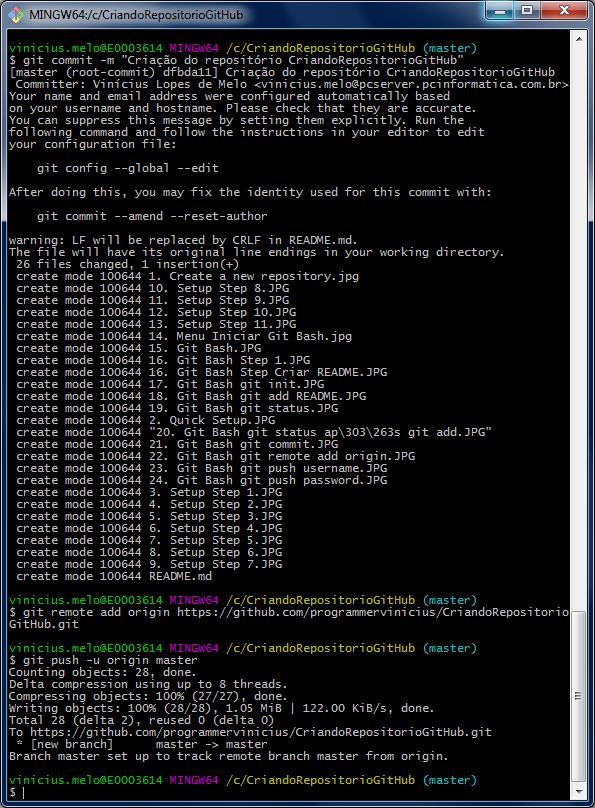 MINGW64:/c/CriandoRepositorioGitHub
vinicius.melo@E0003614 MINGW64 /c/CriandoRepositorioGitHub (master)
$ git commit -m "Criação do repositório CriandoRepositorioGitHub"
[master (root-commit) dfbda11] Criação do repositório CriandoRepositorioGitHub
 Committer: Vinícius Lopes de Melo <vinicius.melo@pcserver.pcinformatica.com.br>
Your name and email address were configured automatically based
on your username and hostname. Please check that they are accurate.
You can suppress this message by setting them explicitly. Run the
following command and follow the instructions in your editor to edit
your configuration file:
    git config --global --edit
After doing this, you may fix the identity used for this commit with:
    git commit --amend --reset-author
warning: LF will be replaced by CRLF in README.md.
The file will have its original line endings in your working directory.
 26 files changed, 1 insertion(+)
 create mode 100644 1. Create a new repository.jpg
 create mode 100644 10. Setup Step 8.JPG
 create mode 100644 11. Setup Step 9.JPG
 create mode 100644 12. Setup Step 10.JPG
 create mode 100644 13. Setup Step 11.JPG
 create mode 100644 14. Menu Iniciar Git Bash.jpg
 create mode 100644 15. Git Bash.JPG
 create mode 100644 16. Git Bash Step 1.JPG
 create mode 100644 16. Git Bash Step Criar README.JPG
 create mode 100644 17. Git Bash git init.JPG
 create mode 100644 18. Git Bash git add README.JPG
 create mode 100644 19. Git Bash git status.JPG
 create mode 100644 2. Quick Setup.JPG
 create mode 100644 "20. Git Bash git status ap\303\263s git add.JPG"
 create mode 100644 21. Git Bash git commit.JPG
 create mode 100644 22. Git Bash git remote add origin.JPG
 create mode 100644 23. Git Bash git push username.JPG
 create mode 100644 24. Git Bash git push password.JPG
 create mode 100644 3. Setup Step 1.JPG
 create mode 100644 4. Setup Step 2.JPG
 create mode 100644 5. Setup Step 3.JPG
 create mode 100644 6. Setup Step 4.JPG
 create mode 100644 7. Setup Step 5.JPG
 create mode 100644 8. Setup Step 6.JPG
 create mode 100644 9. Setup Step 7.JPG
 create mode 100644 README.md
vinicius.melo@E0003614 MINGW64 /c/CriandoRepositorioGitHub (master)
$ git remote add origin https://github.com/programmervinicius/CriandoRepositorio
GitHub.git
vinicius.melo@E0003614 MINGW64 /c/CriandoRepositorioGitHub (master)
$ git push -u origin master
Counting objects: 28, done.
Delta compression using up to 8 threads.
Compressing objects: 100% (27/27), done.
Writing objects: 100% (28/28), 1.05 MiB | 122.00 KiB/s, done.
Total 28 (delta 2), reused 0 (delta 0)
To https://github.com/programmervinicius/CriandoRepositorioGitHub.git
 * [new branch]      master -> master
Branch master set up to track remote branch master from origin.
vinicius.melo@E0003614 MINGW64 /c/CriandoRepositorioGitHub (master)
$